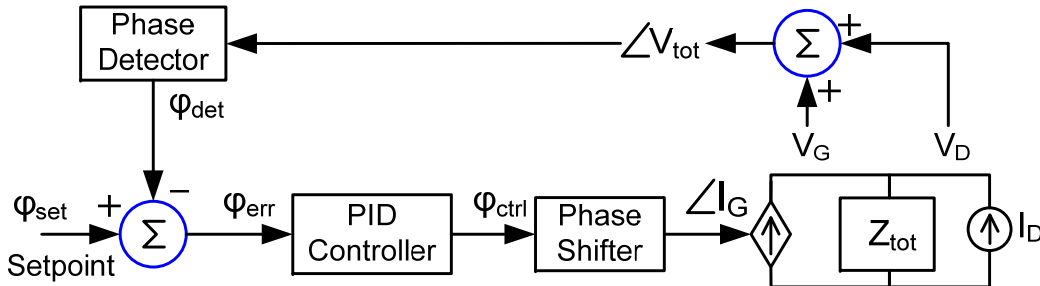 Phase
Detector
∠V_tot
Σ
+
+
φ_det
V_G
V_D
φ_set
+
−
Σ
Setpoint
φ_err
PID
Controller
φ_ctrl
Phase
Shifter
∠I_G
Z_tot
I_D